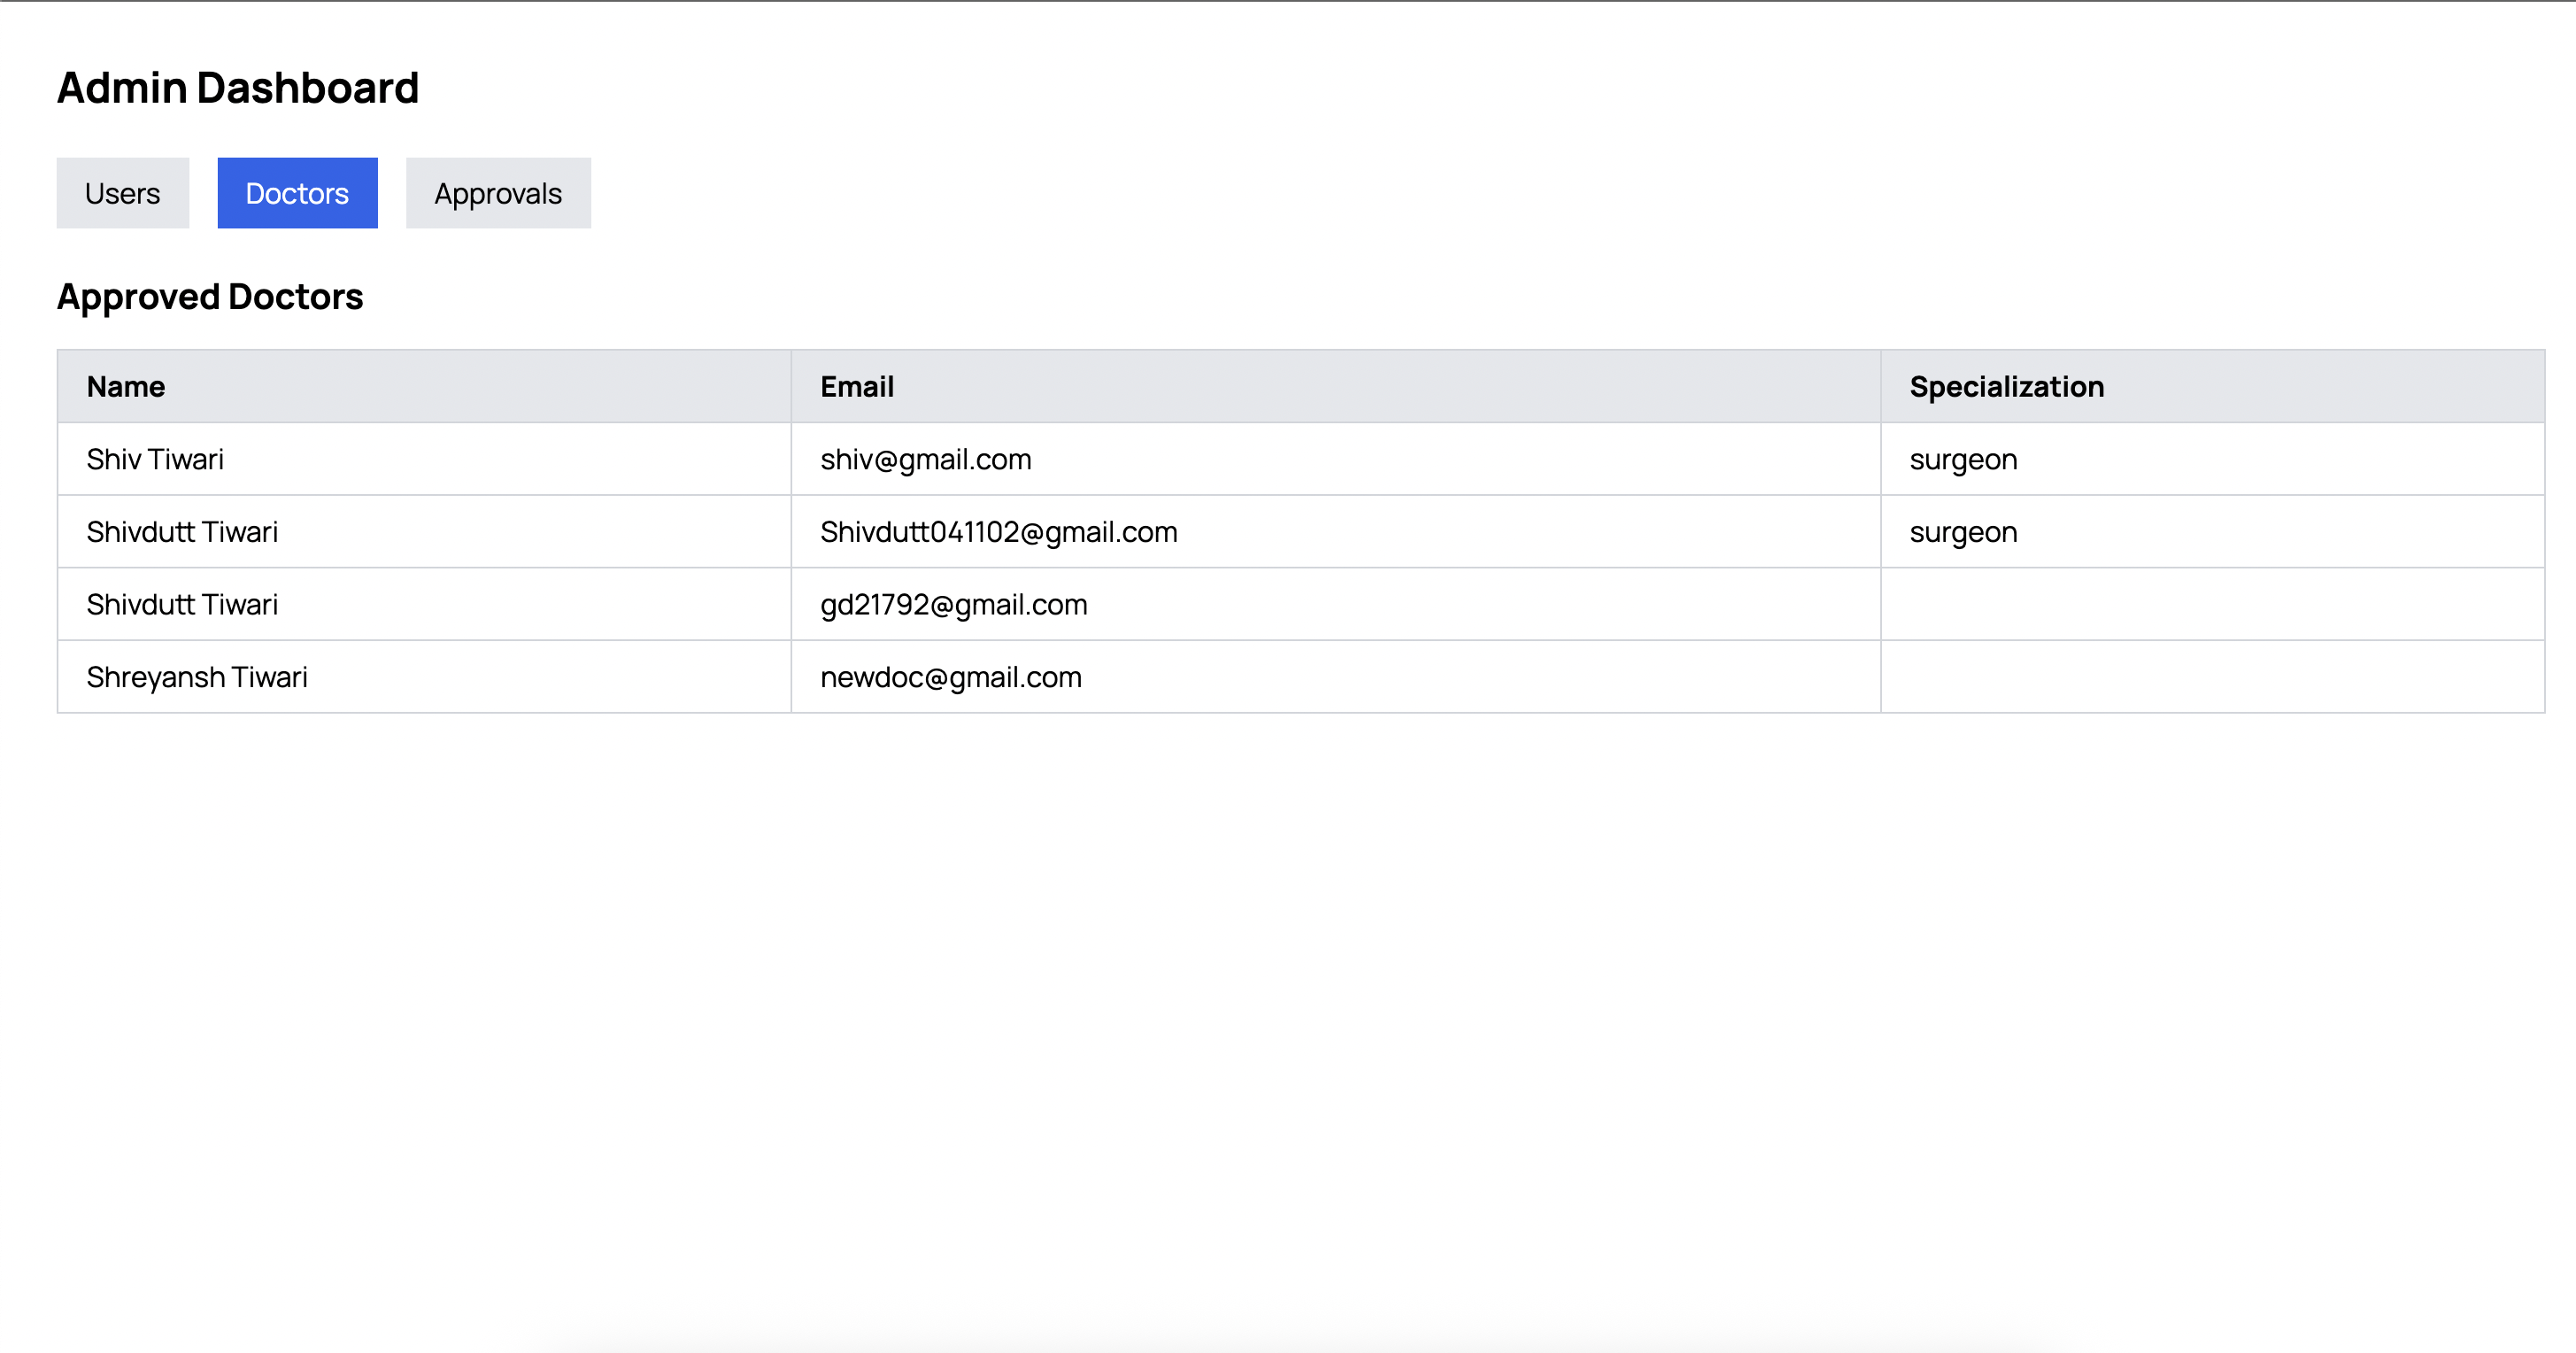 Admin Dashboard
Users Doctors Approvals
Approved Doctors
Name Email Specialization
Shiv Tiwari shiv@gmail.com surgeon
Shivdutt Tiwari Shivdutt041102@gmail.com surgeon
Shivdutt Tiwari gd21792@gmail.com
Shreyansh Tiwari newdoc@gmail.com